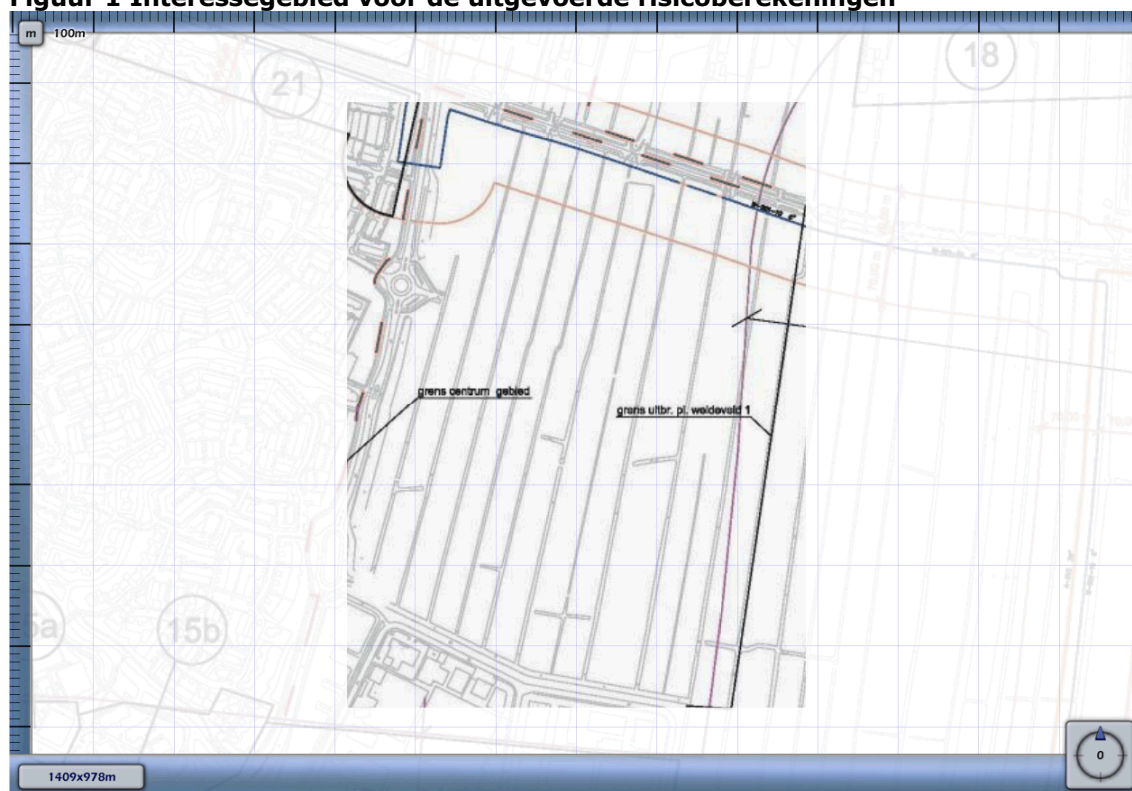 Figuur 1 Interessegebied voor de uitgevoerde risicoberekeningen
m 100m
18
21
grens centrum gebied
grens uitbr. pl. weideveld 1
15b
1409x978m
0